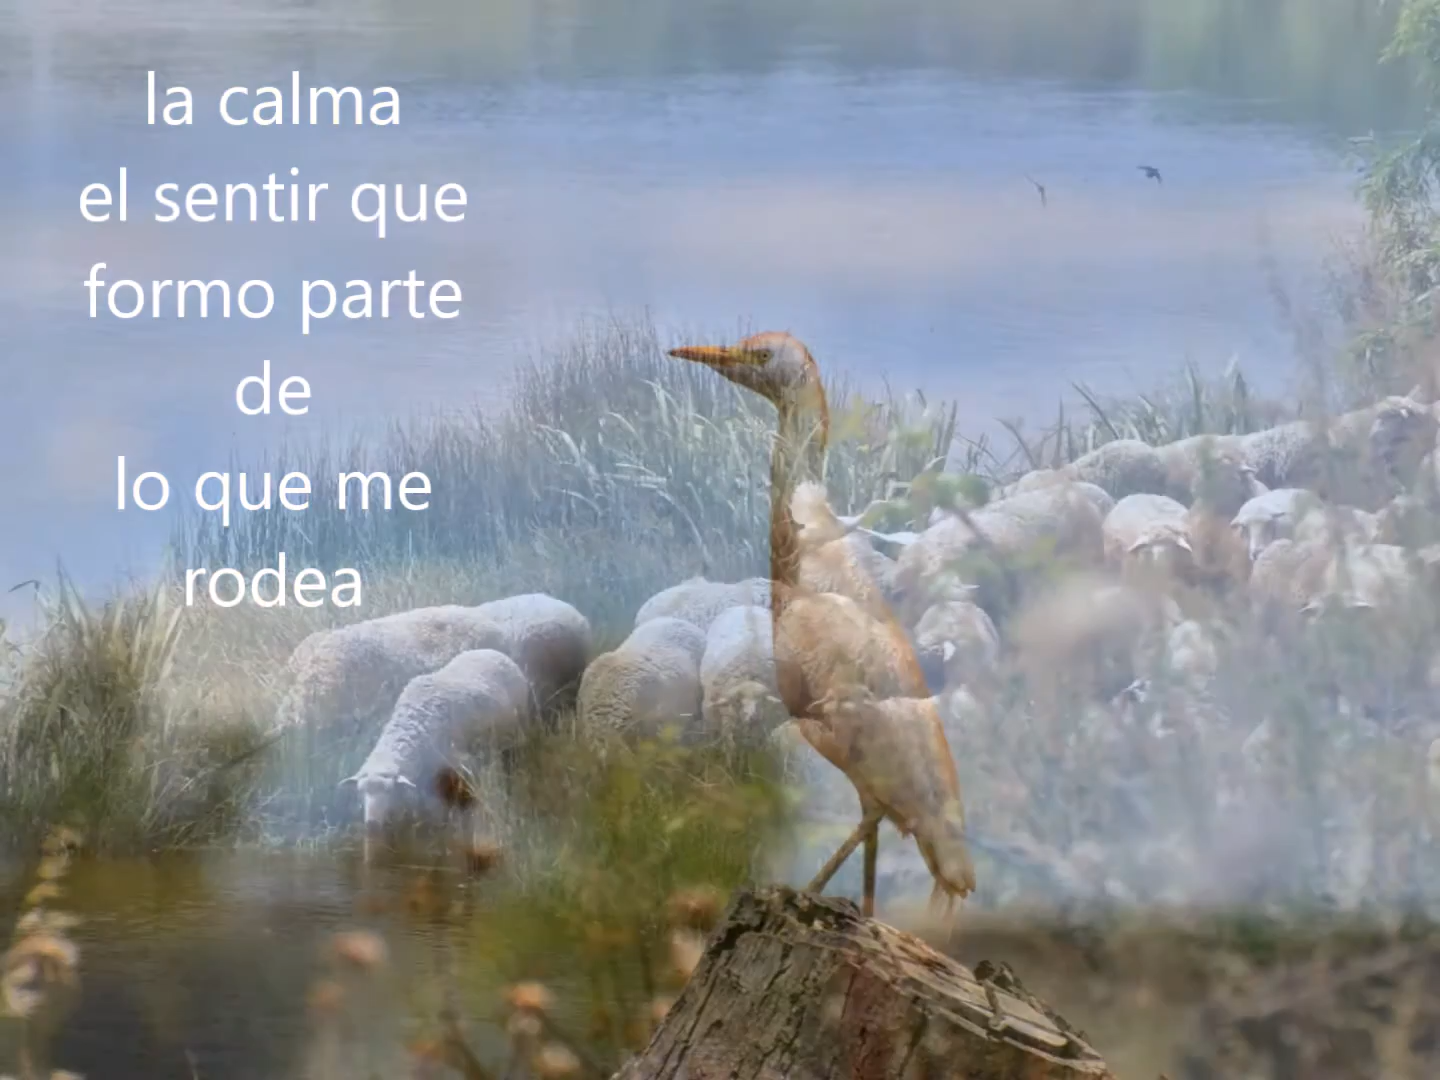 la calma
el sentir que
formo parte
de
lo que me
rodea